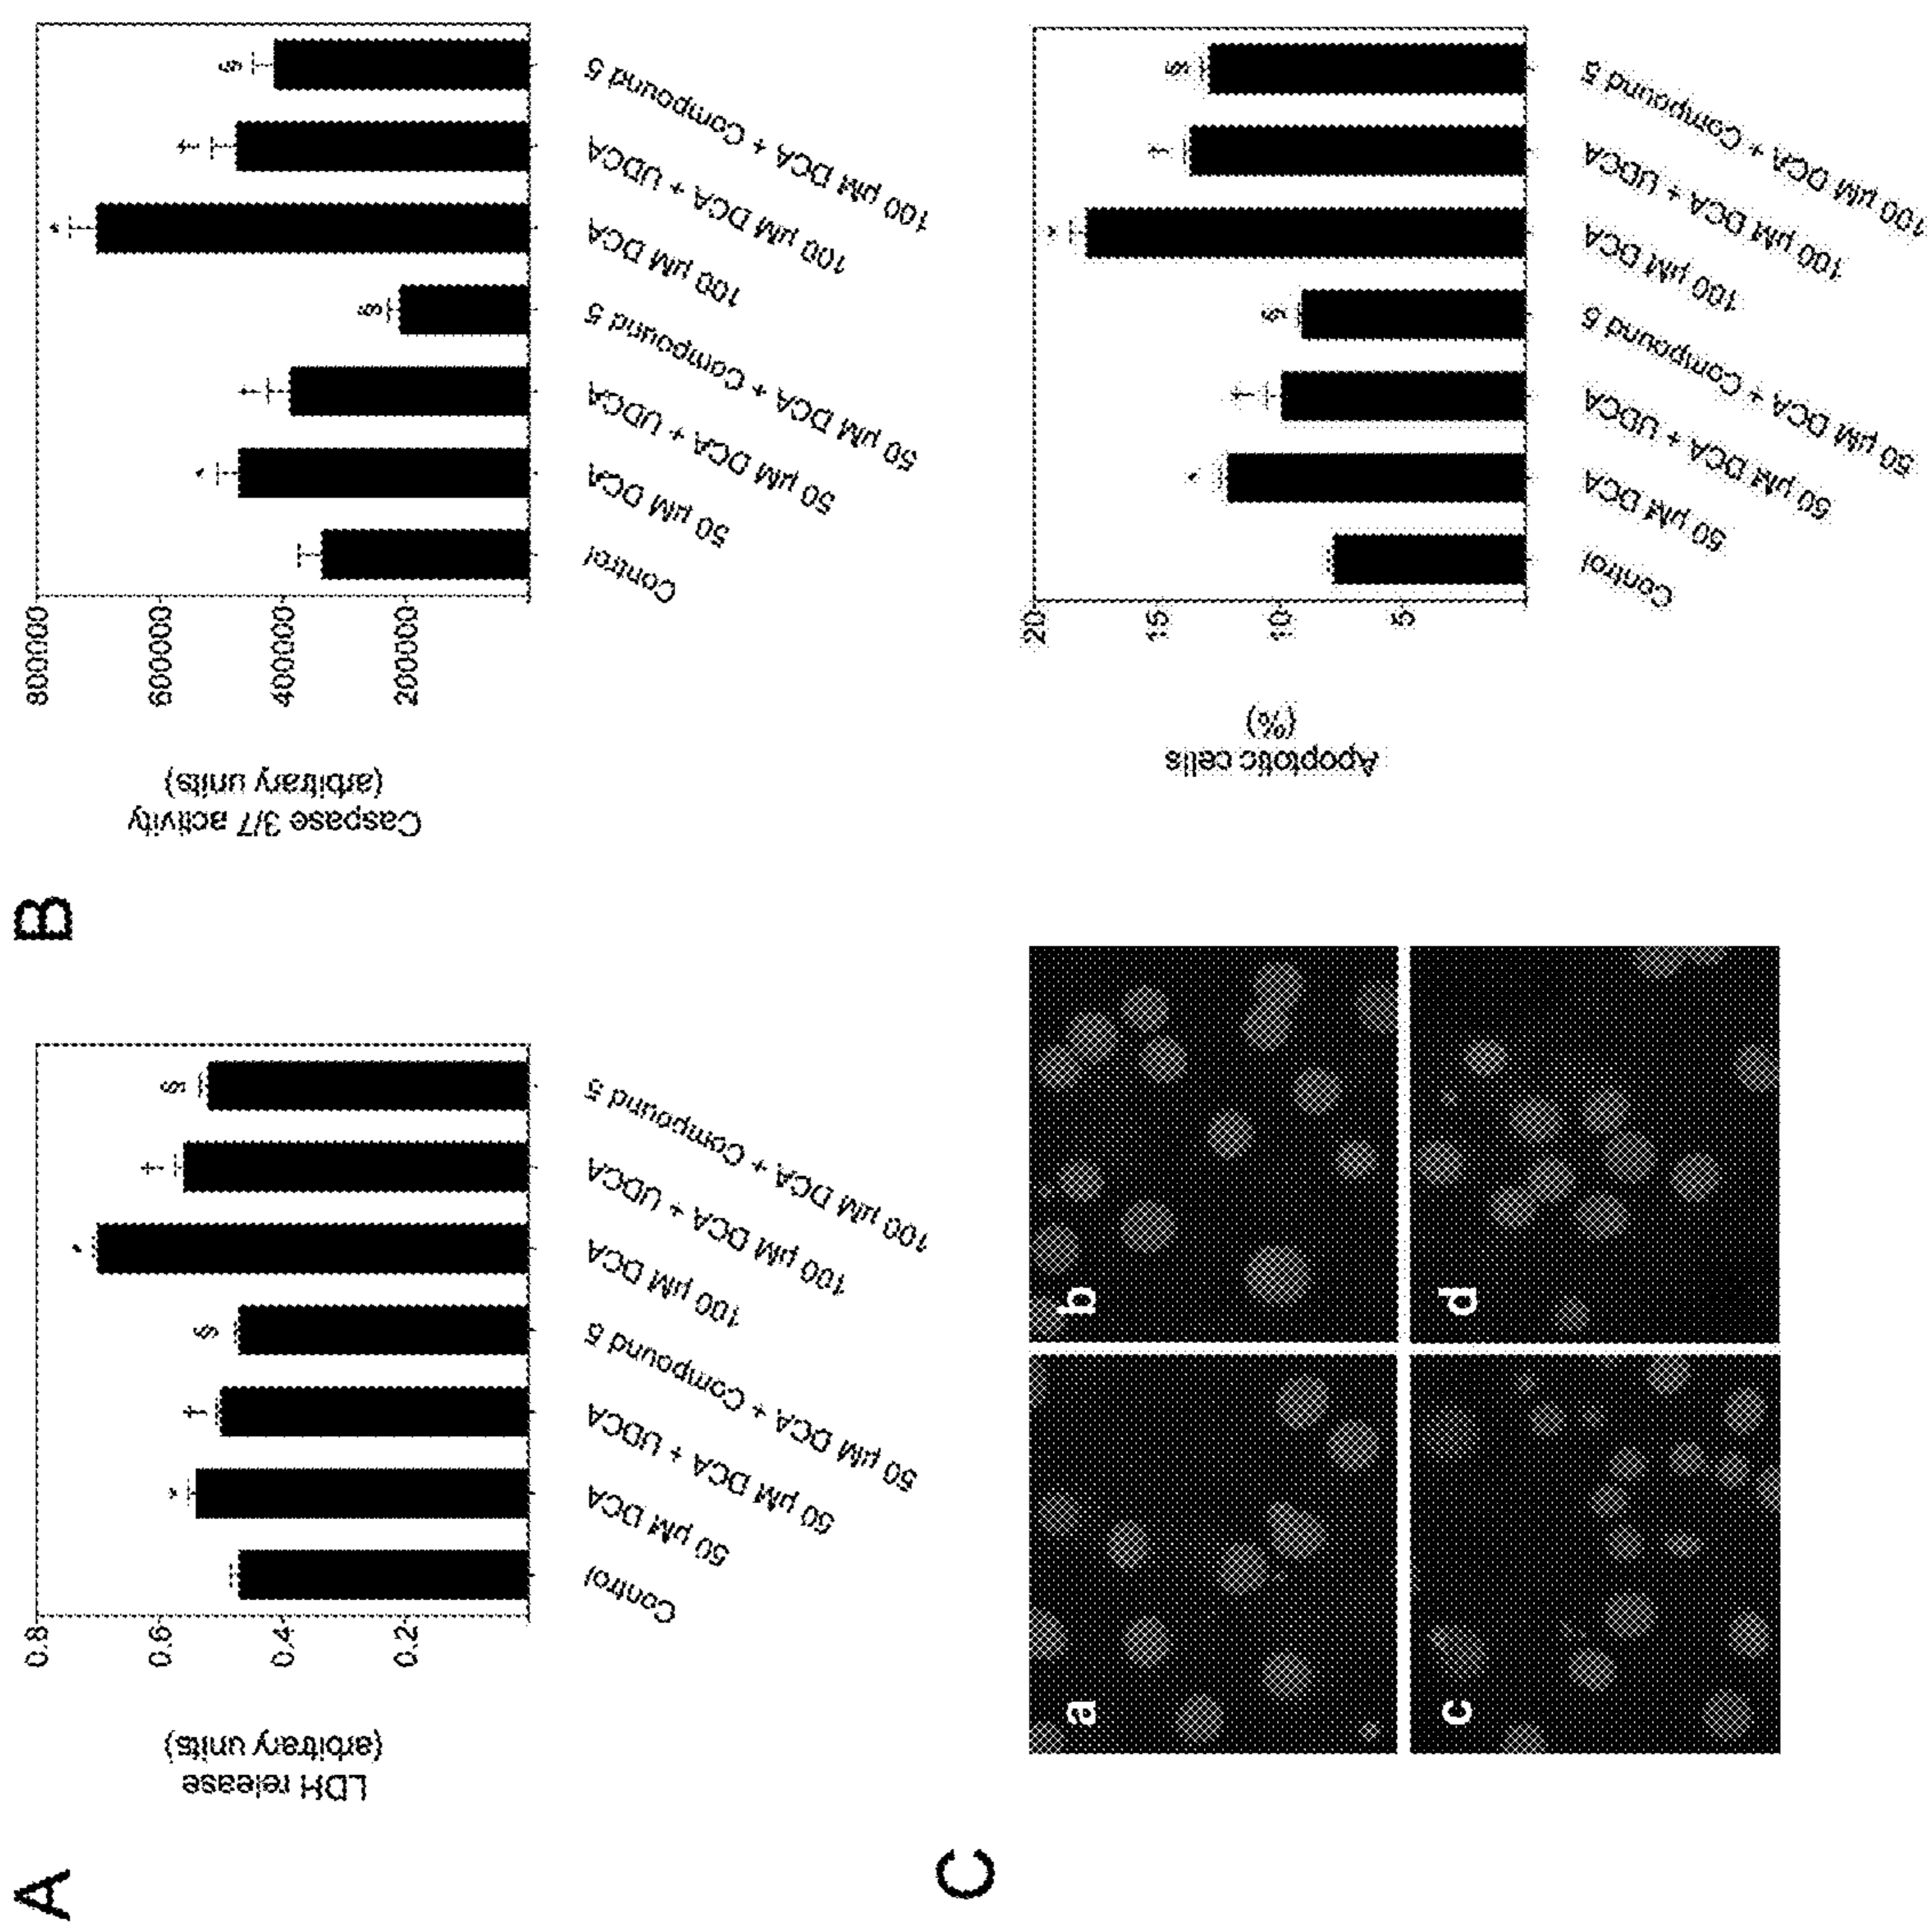 A
LDH release
(arbitrary units)
0.8
0.6
0.4
0.2
* † § * † §
Control
50 µM DCA
50 µM DCA + UDCA
50 µM DCA + Compound 5
100 µM DCA
100 µM DCA + UDCA
100 µM DCA + Compound 5
B
Caspase 3/7 activity
(arbitrary units)
800000
600000
400000
200000
* † § * † §
Control
50 µM DCA
50 µM DCA + UDCA
50 µM DCA + Compound 5
100 µM DCA
100 µM DCA + UDCA
100 µM DCA + Compound 5
C
a
b
c
d
Apoptotic cells
(%)
20
15
10
5
* † § * † §
Control
50 µM DCA
50 µM DCA + UDCA
50 µM DCA + Compound 5
100 µM DCA
100 µM DCA + UDCA
100 µM DCA + Compound 5